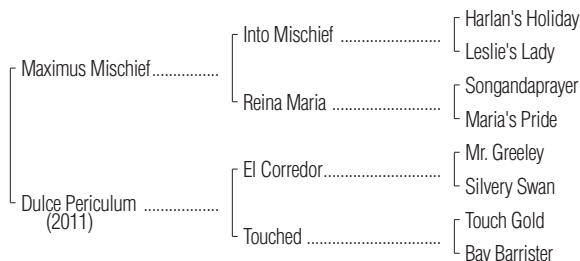 Harlan's Holiday
Into Mischief ....................
Leslie's Lady
Maximus Mischief.............
Songandaprayer
Reina Maria .....................
Maria's Pride
Mr. Greeley
El Corredor.......................
Silvery Swan
Dulce Periculum ...............
(2011)
Touch Gold
Touched ...........................
Bay Barrister